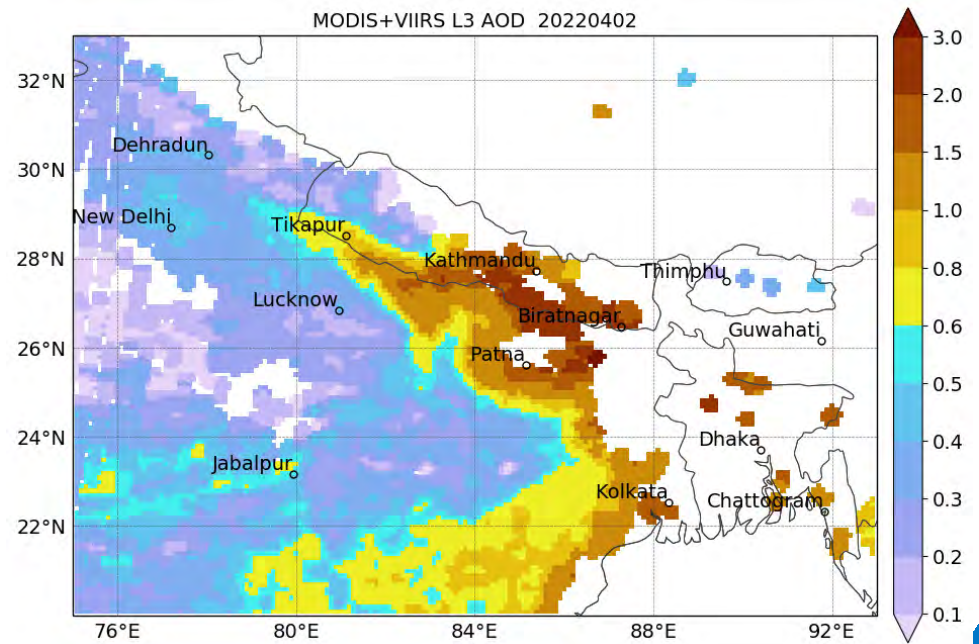 MODIS+VIIRS L3 AOD 20220402
3.0
32°N
2.0
Dehradun
30°N
1.5
New Delhi
Tikapur
1.0
28°N
Kathmandu
Thimphu
0.8
Lucknow
Biratnagar
Guwahati
0.6
26°N
Patna
0.5
24°N
Dhaka
0.4
Jabalpur
Kolkata
Chattogram
0.3
22°N
0.2
76°E
80°E
84°E
88°E
92°E
0.1